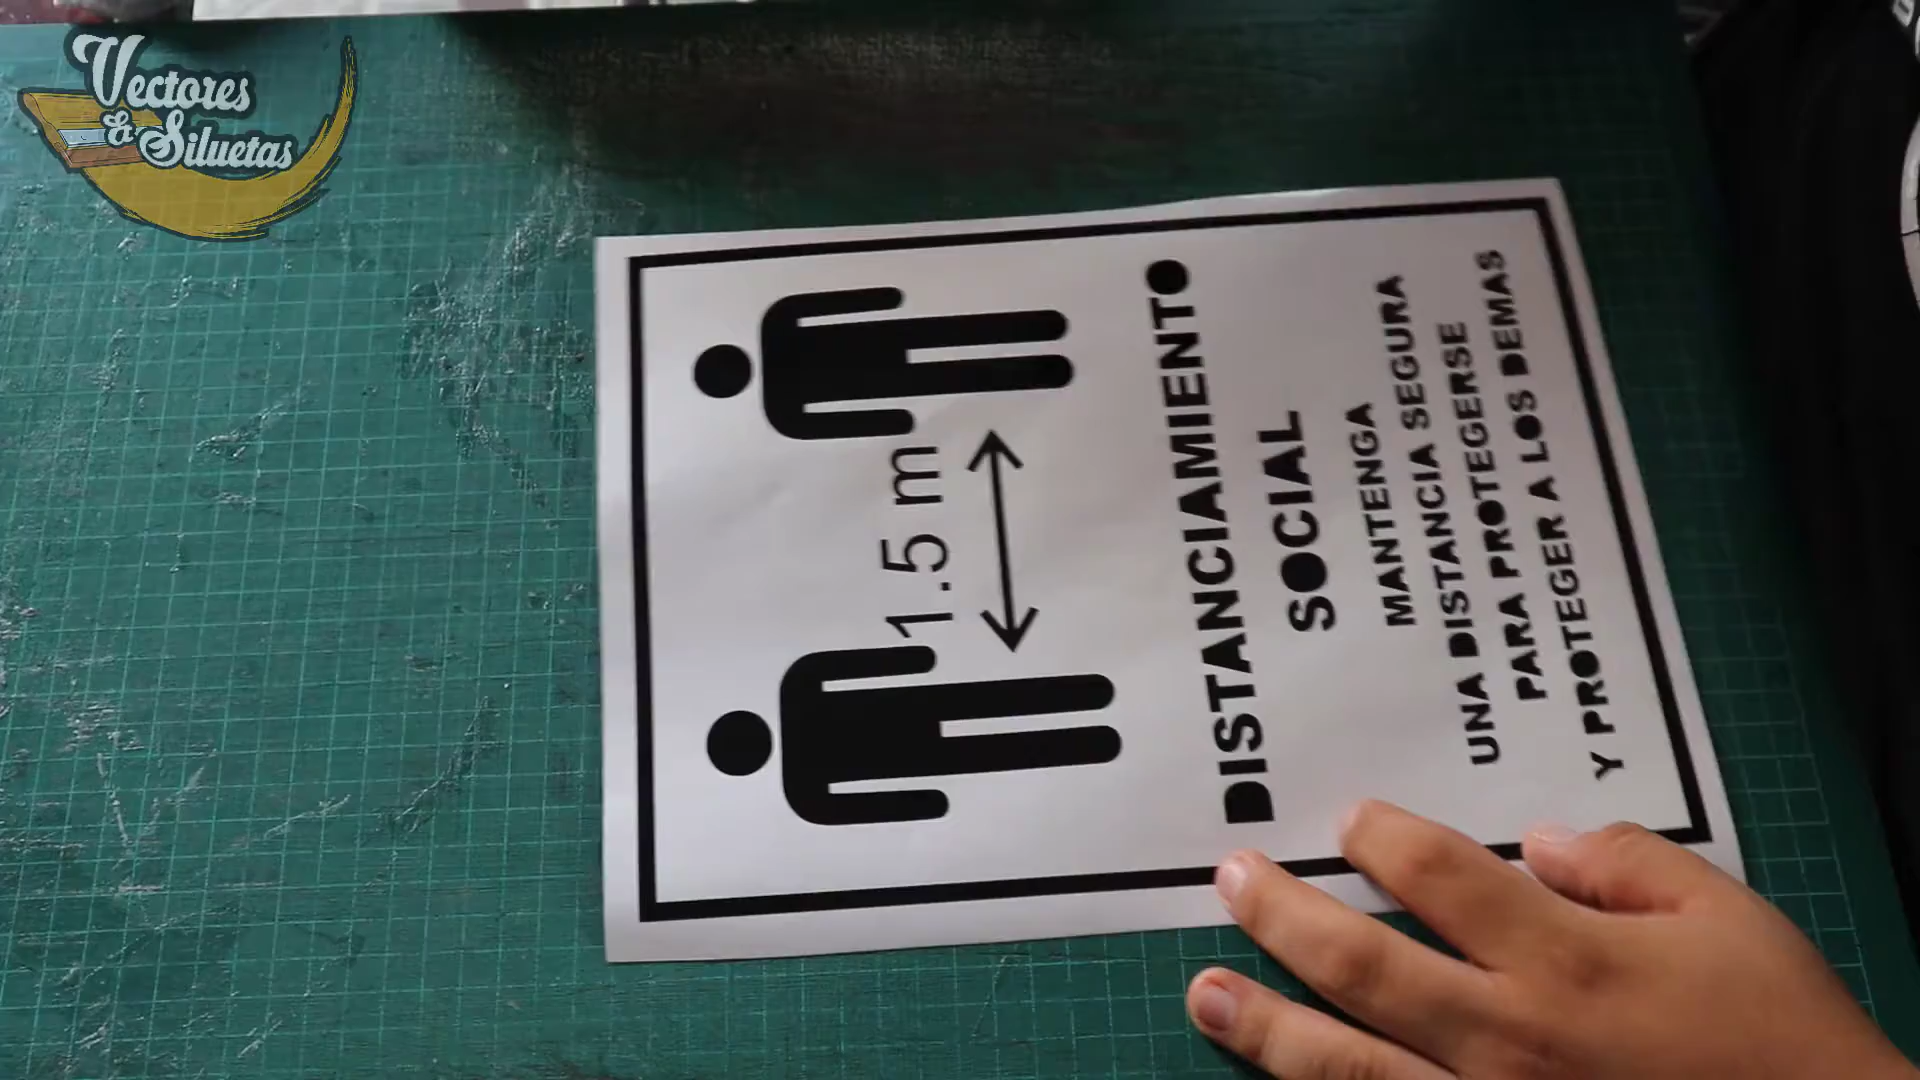 Vectores
& Siluetas
1.5 m
DISTANCIAMIENTO
SOCIAL
MANTENGA
UNA DISTANCIA SEGURA
PARA PROTEGERSE
Y PROTEGER A LOS DEMAS